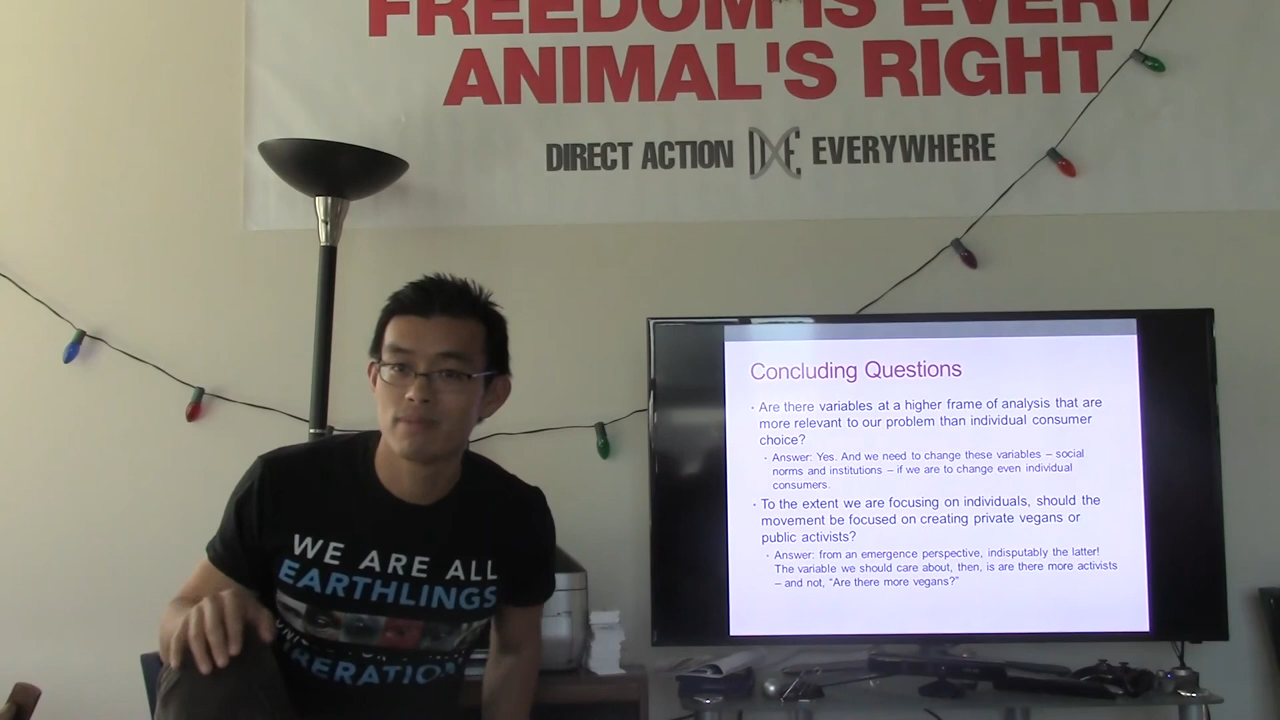 FREEDOM IS EVERY
ANIMAL'S RIGHT
DIRECT ACTION DXE EVERYWHERE
Concluding Questions
• Are there variables at a higher frame of analysis that are
more relevant to our problem than individual consumer
choice?
• Answer: Yes. And we need to change these variables – social
norms and institutions – if we are to change even individual
consumers.
• To the extent we are focusing on individuals, should the
movement be focused on creating private vegans or
public activists?
• Answer: from an emergence perspective, indisputably the latter!
The variable we should care about, then, is are there more activists
– and not, “Are there more vegans?”
WE ARE ALL
EARTHLINGS